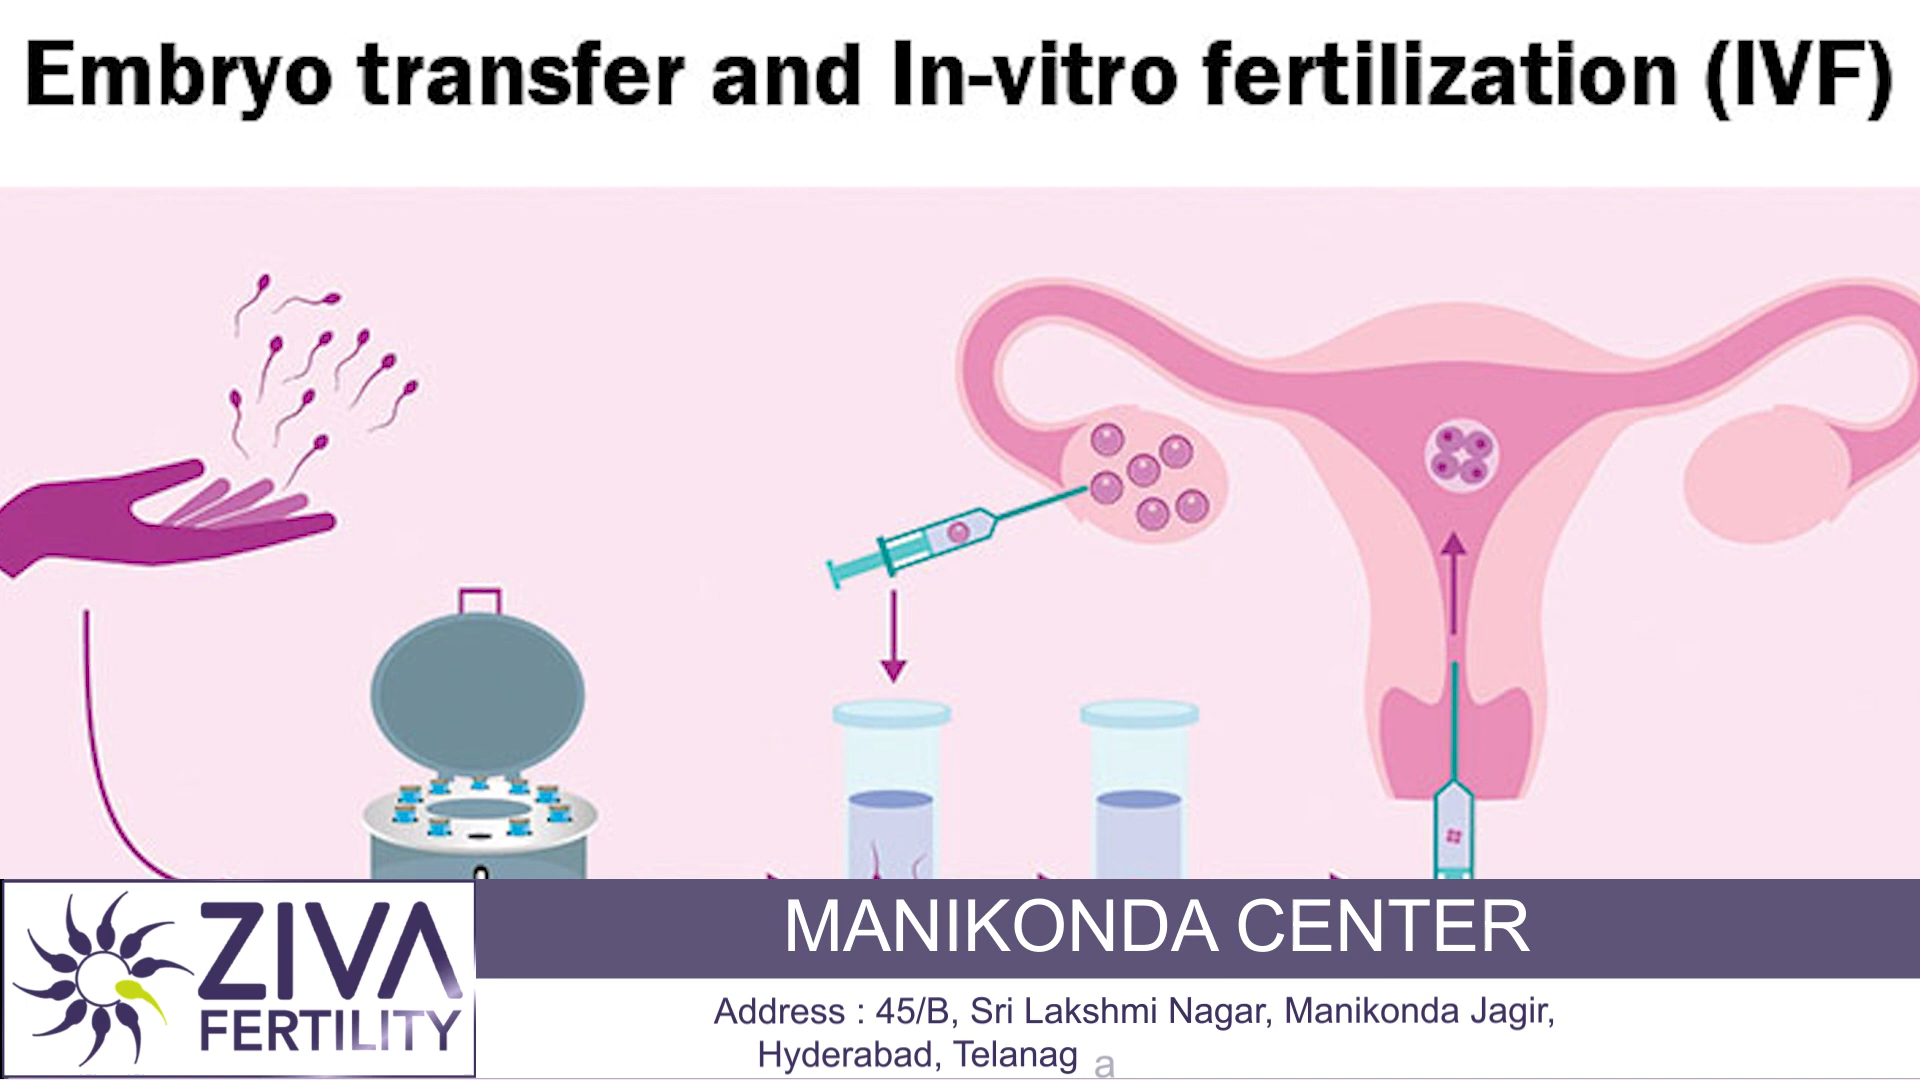 Embryo transfer and In-vitro fertilization (IVF)
ZIVA
FERTILITY
MANIKONDA CENTER
Address : 45/B, Sri Lakshmi Nagar, Manikonda Jagir,
Hyderabad, Telanag a